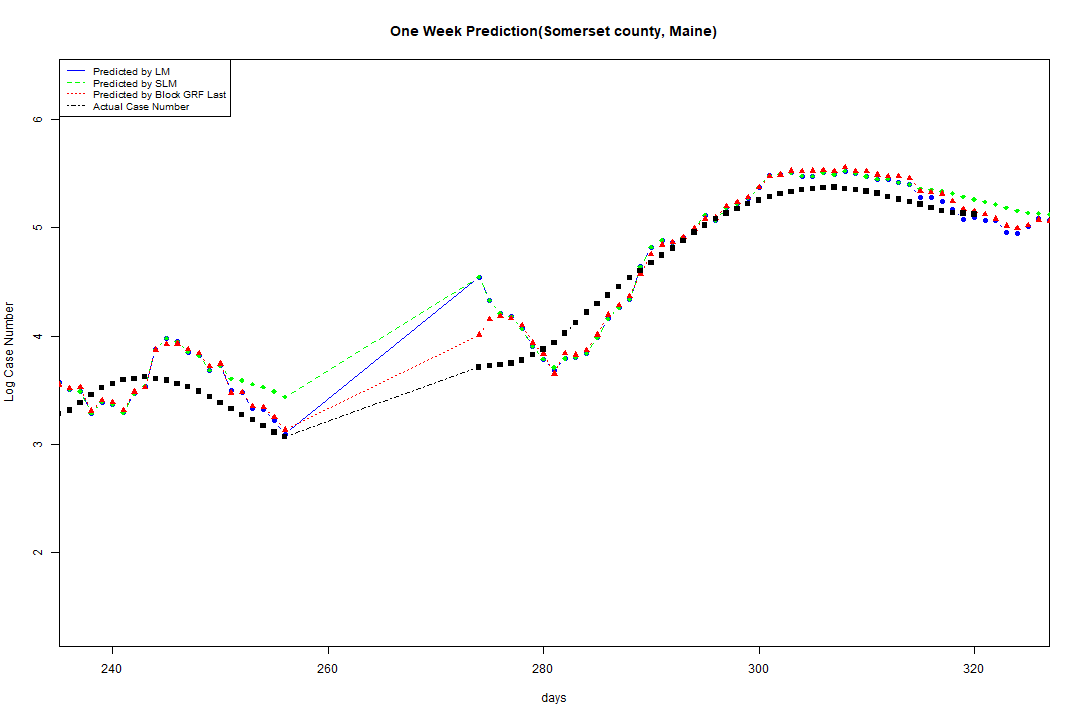 One Week Prediction(Somerset county, Maine)
Predicted by LM
Predicted by SLM
Predicted by Block GRF Last
Actual Case Number
Log Case Number
6
5
4
3
2
240 260 280 300 320
days